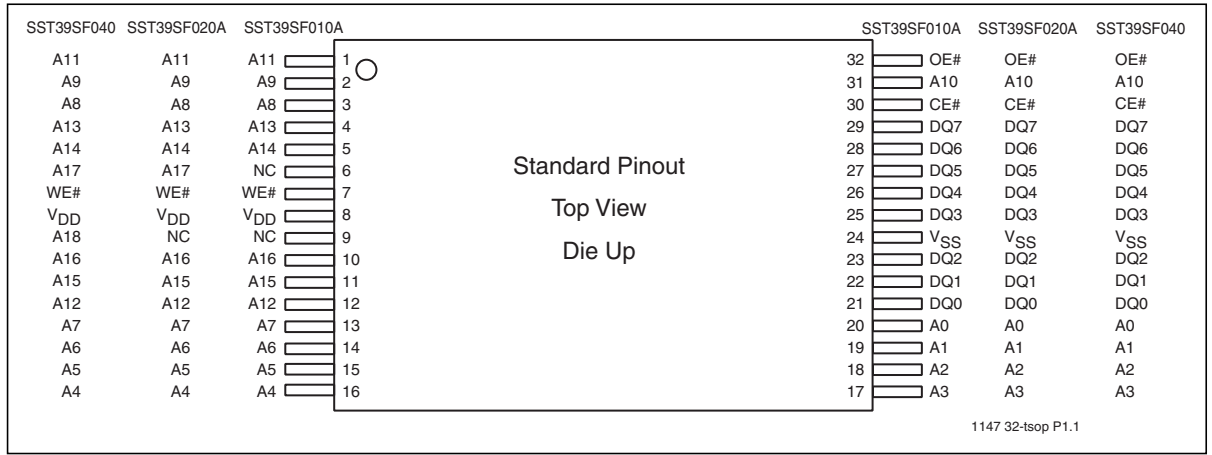 SST39SF040 SST39SF020A SST39SF010A SST39SF010A SST39SF020A SST39SF040
A11 A11 A11 1 32 OE# OE# OE#
A9 A9 A9 2 31 A10 A10 A10
A8 A8 A8 3 30 CE# CE# CE#
A13 A13 A13 4 29 DQ7 DQ7 DQ7
A14 A14 A14 5 28 DQ6 DQ6 DQ6
A17 A17 NC 6 Standard Pinout 27 DQ5 DQ5 DQ5
WE# WE# WE# 7 26 DQ4 DQ4 DQ4
VDD VDD VDD 8 Top View 25 DQ3 DQ3 DQ3
A18 NC NC 9 24 VSS VSS VSS
A16 A16 A16 10 Die Up 23 DQ2 DQ2 DQ2
A15 A15 A15 11 22 DQ1 DQ1 DQ1
A12 A12 A12 12 21 DQ0 DQ0 DQ0
A7 A7 A7 13 20 A0 A0 A0
A6 A6 A6 14 19 A1 A1 A1
A5 A5 A5 15 18 A2 A2 A2
A4 A4 A4 16 17 A3 A3 A3
1147 32-tsop P1.1